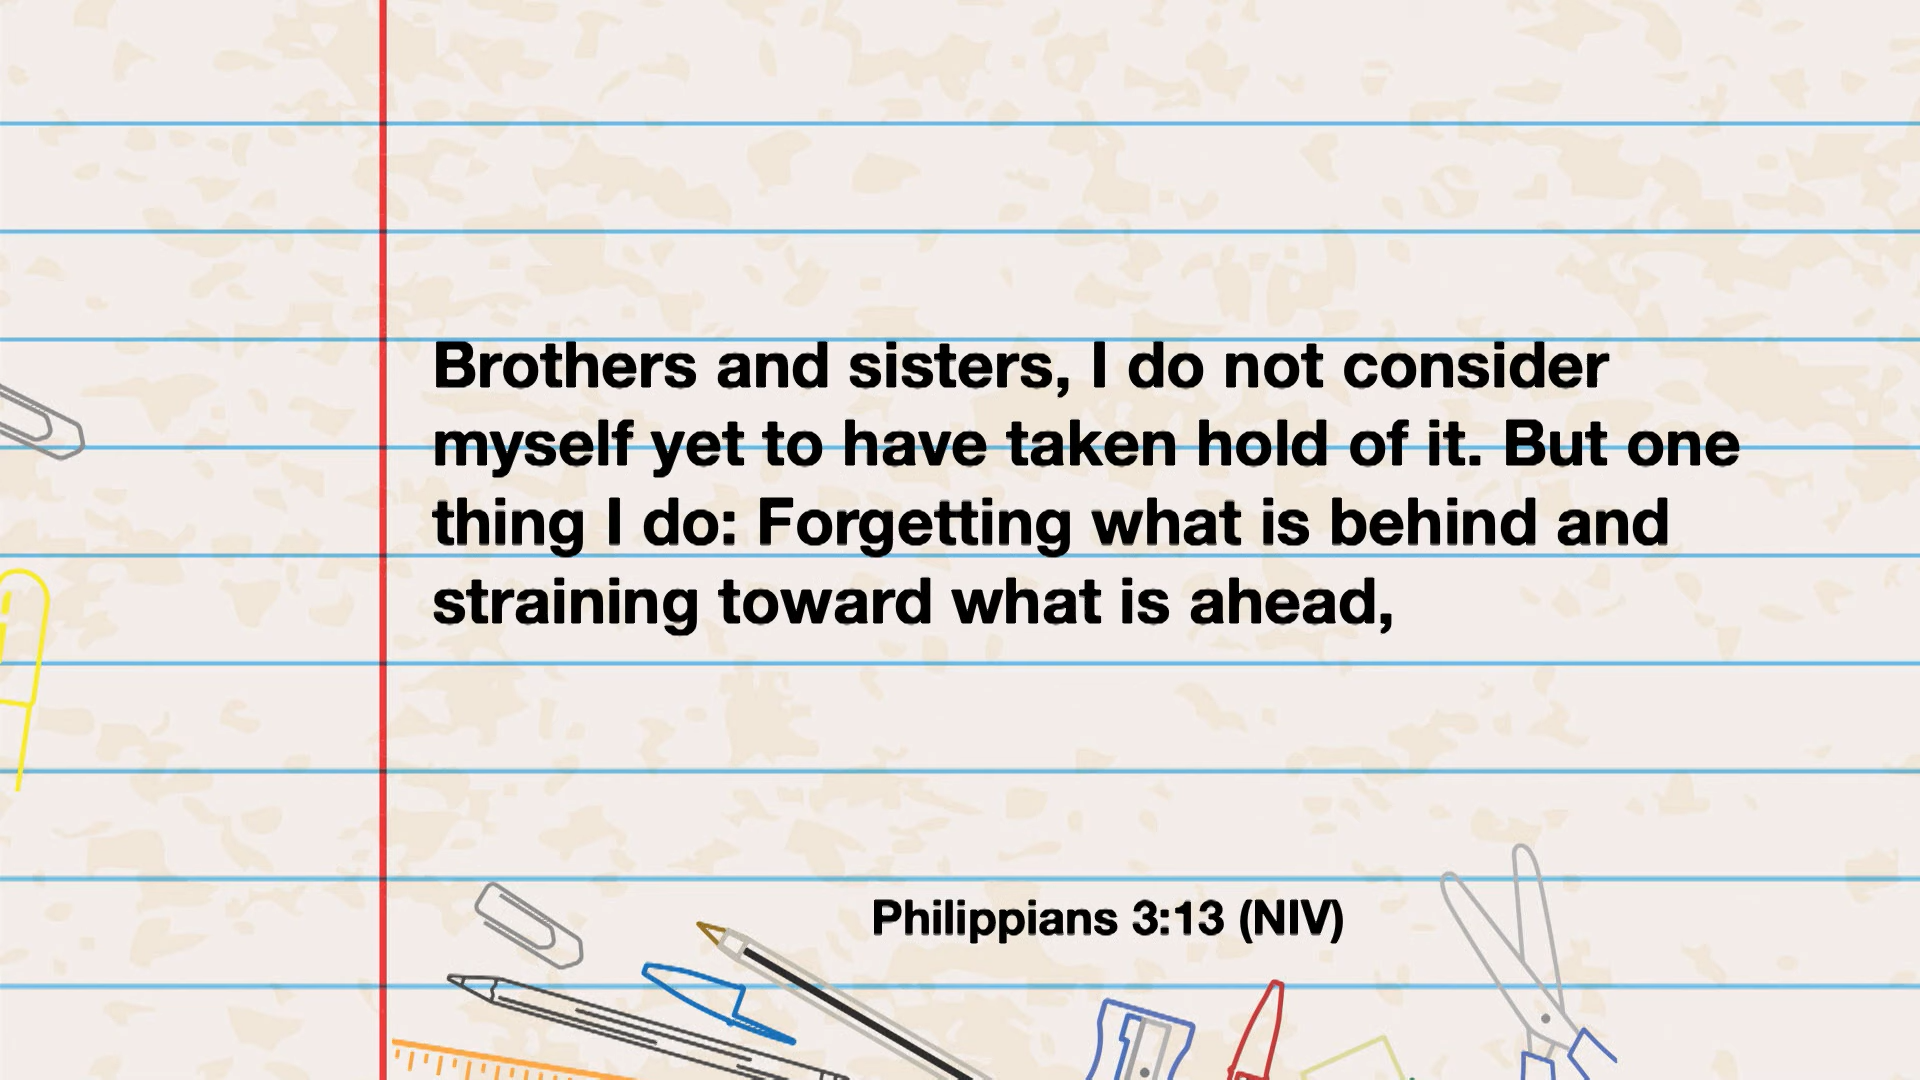 Brothers and sisters, I do not consider
myself yet to have taken hold of it. But one
thing I do: Forgetting what is behind and
straining toward what is ahead,
Philippians 3:13 (NIV)